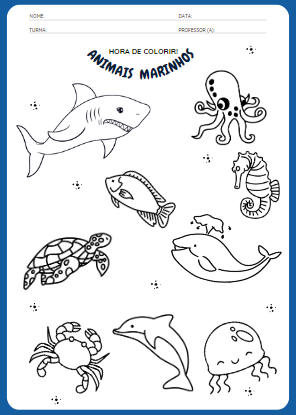 NOME:
DATA:
TURMA:
PROFESSOR (A):
HORA DE COLORIR!
ANIMAIS MARINHOS